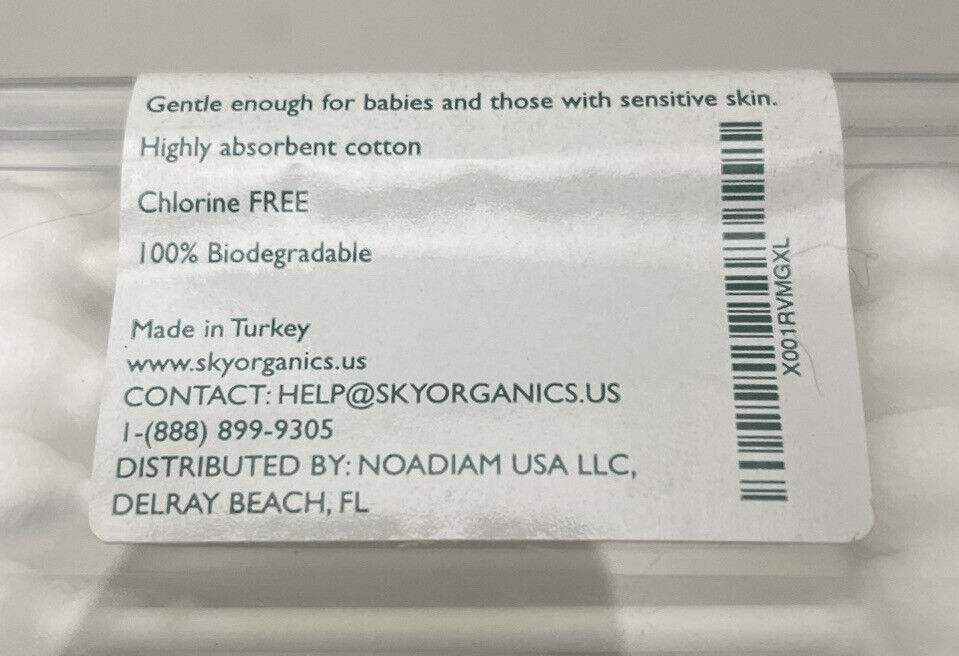 Gentle enough for babies and those with sensitive skin.
Highly absorbent cotton
Chlorine FREE
100% Biodegradable
Made in Turkey
www.skyorganics.us
CONTACT: HELP@SKYORGANICS.US
1-(888) 899-9305
DISTRIBUTED BY: NOADIAM USA LLC,
DELRAY BEACH, FL
X001RVMGXL